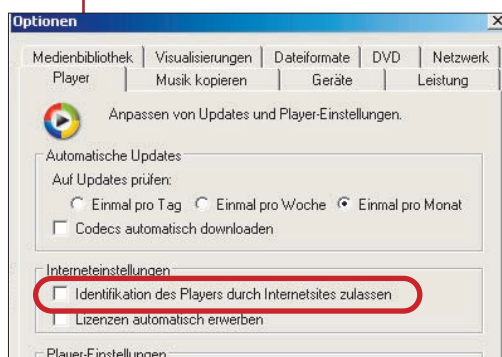 Optionen
Medienbibliothek Visualisierungen Dateiformate DVD Netzwerk
Player Musik kopieren Geräte Leistung
Anpassen von Updates und Player-Einstellungen.
Automatische Updates
Auf Updates prüfen:
Einmal pro Tag Einmal pro Woche Einmal pro Monat
Codecs automatisch downloaden
Interneteinstellungen
Identifikation des Players durch Internetsites zulassen
Lizenzen automatisch erwerben
Player-Einstellungen